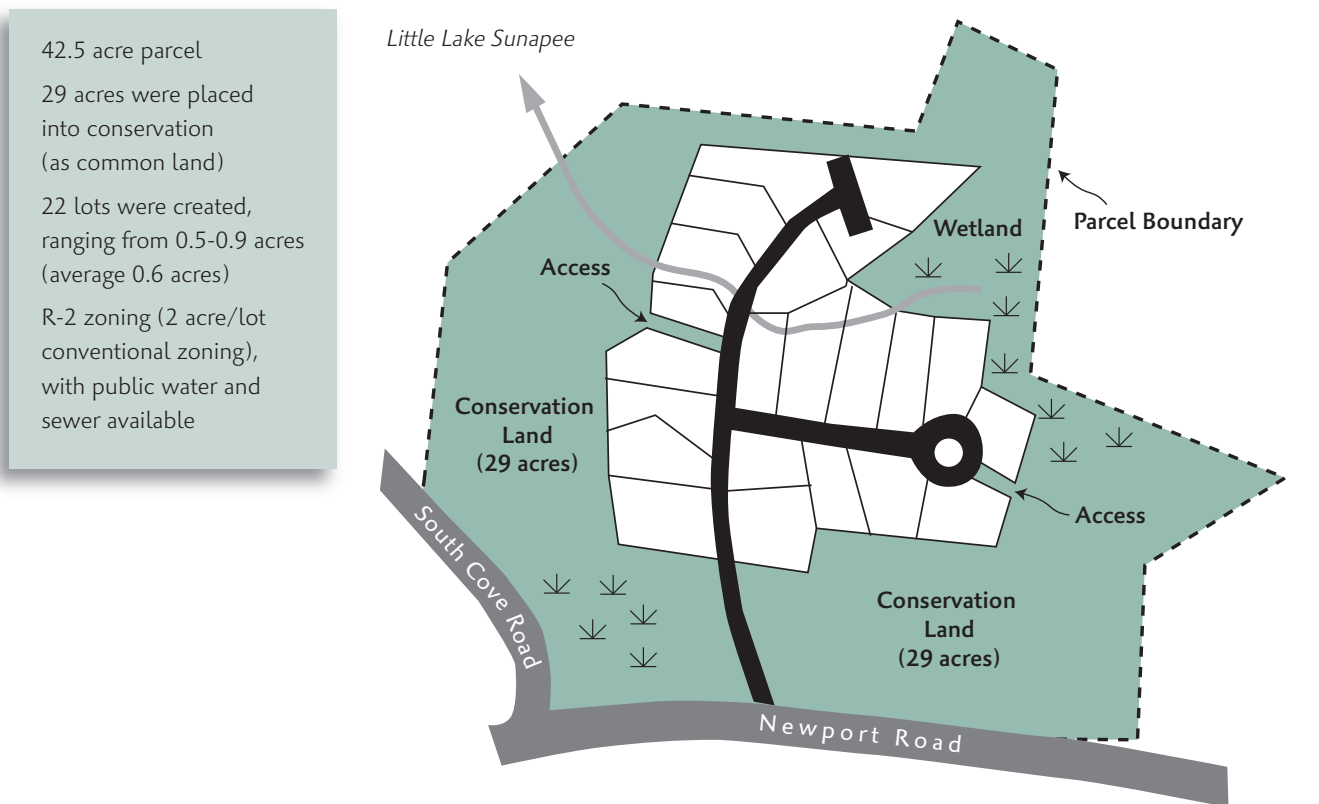 42.5 acre parcel
29 acres were placed
into conservation
(as common land)
22 lots were created,
ranging from 0.5-0.9 acres
(average 0.6 acres)
R-2 zoning (2 acre/lot
conventional zoning),
with public water and
sewer available
Little Lake Sunapee
Parcel Boundary
Wetland
Access
Conservation
Land
(29 acres)
Access
South Cove Road
Conservation
Land
(29 acres)
Newport Road